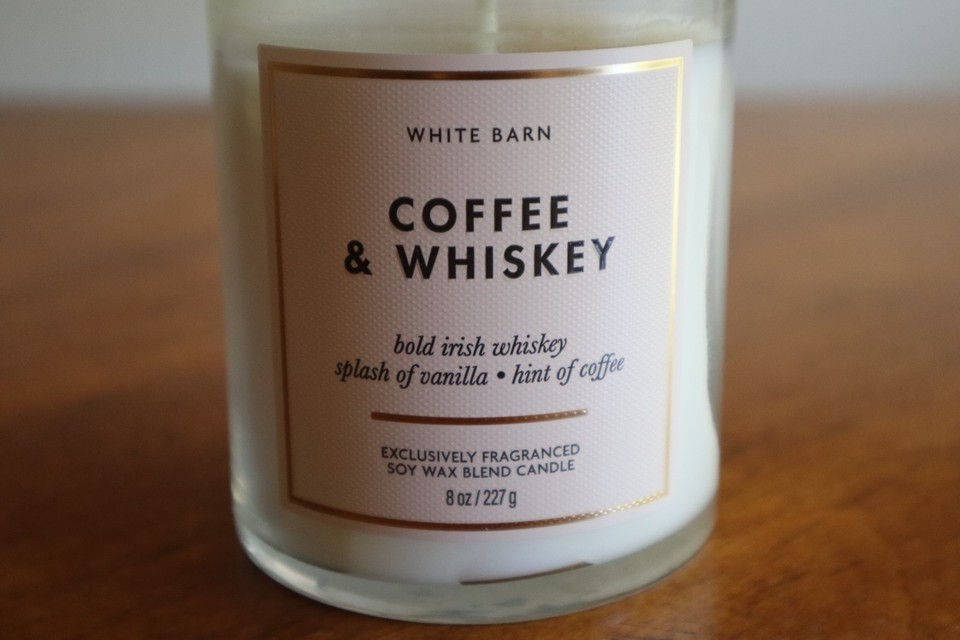 WHITE BARN
COFFEE
& WHISKEY
bold irish whiskey
splash of vanilla • hint of coffee
EXCLUSIVELY FRAGRANCED
SOY WAX BLEND CANDLE
8 oz / 227 g